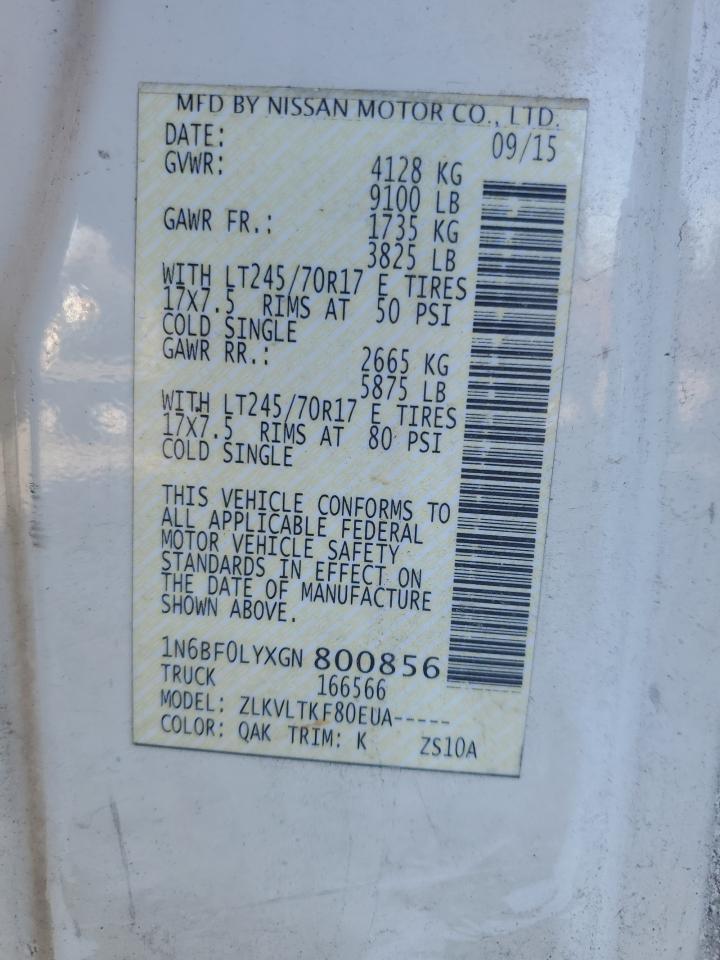 MFD BY NISSAN MOTOR CO., LTD.
DATE: 09/15
GVWR: 4128 KG
9100 LB
GAWR FR.: 1735 KG
3825 LB
WITH LT245/70R17 E TIRES
17X7.5 RIMS AT 50 PSI
COLD SINGLE
GAWR RR.: 2665 KG
5875 LB
WITH LT245/70R17 E TIRES
17X7.5 RIMS AT 80 PSI
COLD SINGLE
THIS VEHICLE CONFORMS TO
ALL APPLICABLE FEDERAL
MOTOR VEHICLE SAFETY
STANDARDS IN EFFECT ON
THE DATE OF MANUFACTURE
SHOWN ABOVE.
1N6BF0LYXGN 800856
TRUCK 166566
MODEL: ZLKVLTKF80EUA-----
COLOR: QAK TRIM: K ZS10A